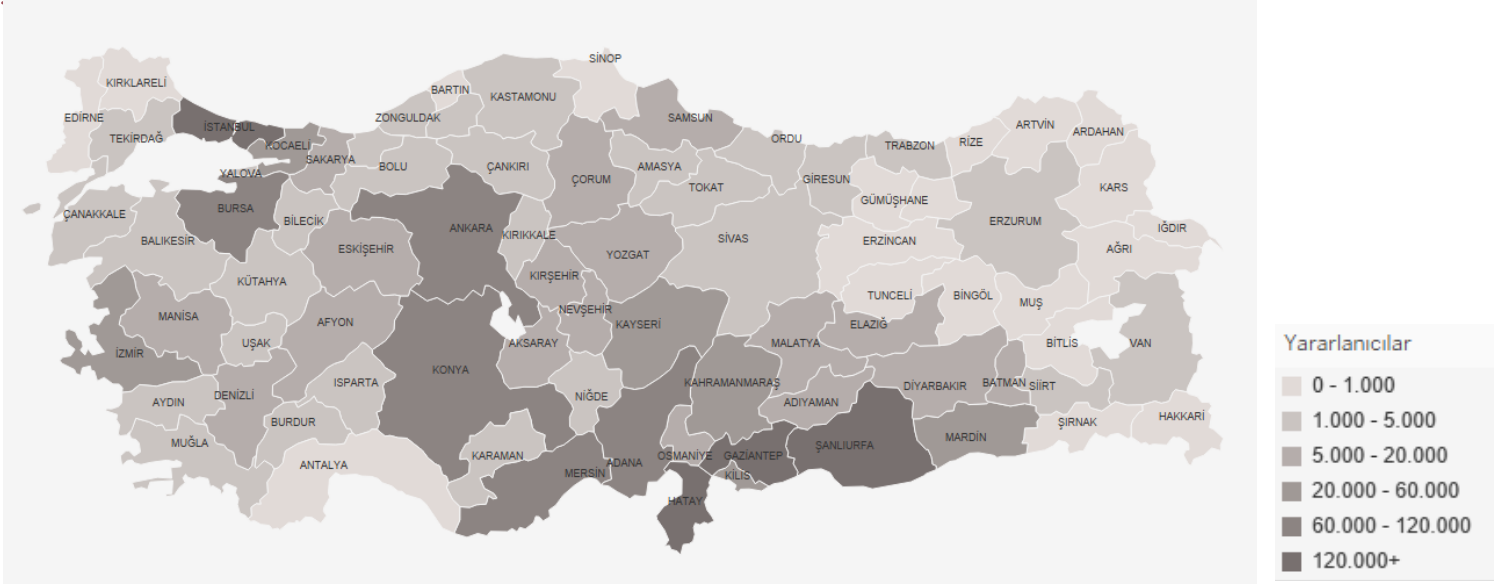 SİNOP
KIRKLARELİ
BARTIN
KASTAMONU
EDİRNE
ZONGULDAK
SAMSUN
İSTANBUL
TEKİRDAĞ
KOCAELİ
ORDU
TRABZON
RİZE
ARTVİN
ARDAHAN
SAKARYA
BOLU
ÇANKIRI
AMASYA
YALOVA
ÇORUM
TOKAT
GİRESUN
KARS
GÜMÜŞHANE
ÇANAKKALE
BURSA
BİLECİK
ANKARA
KIRIKKALE
ERZURUM
IĞDIR
BALIKESİR
ESKİŞEHİR
SİVAS
ERZİNCAN
AĞRI
YOZGAT
KÜTAHYA
KIRŞEHİR
TUNCELİ
BİNGÖL
MUŞ
MANİSA
AFYON
NEVŞEHİR
KAYSERİ
ELAZIĞ
UŞAK
AKSARAY
MALATYA
BİTLİS
VAN
İZMİR
KONYA
ISPARTA
KAHRAMANMARAŞ
DİYARBAKIR
BATMAN
SİİRT
AYDIN
DENİZLİ
NİĞDE
ADIYAMAN
BURDUR
ŞIRNAK
HAKKARİ
MUĞLA
MARDİN
ŞANLIURFA
KARAMAN
OSMANİYE
GAZİANTEP
ANTALYA
MERSİN
ADANA
KİLİS
HATAY
Yararlanıcılar
0 - 1.000
1.000 - 5.000
5.000 - 20.000
20.000 - 60.000
60.000 - 120.000
120.000+